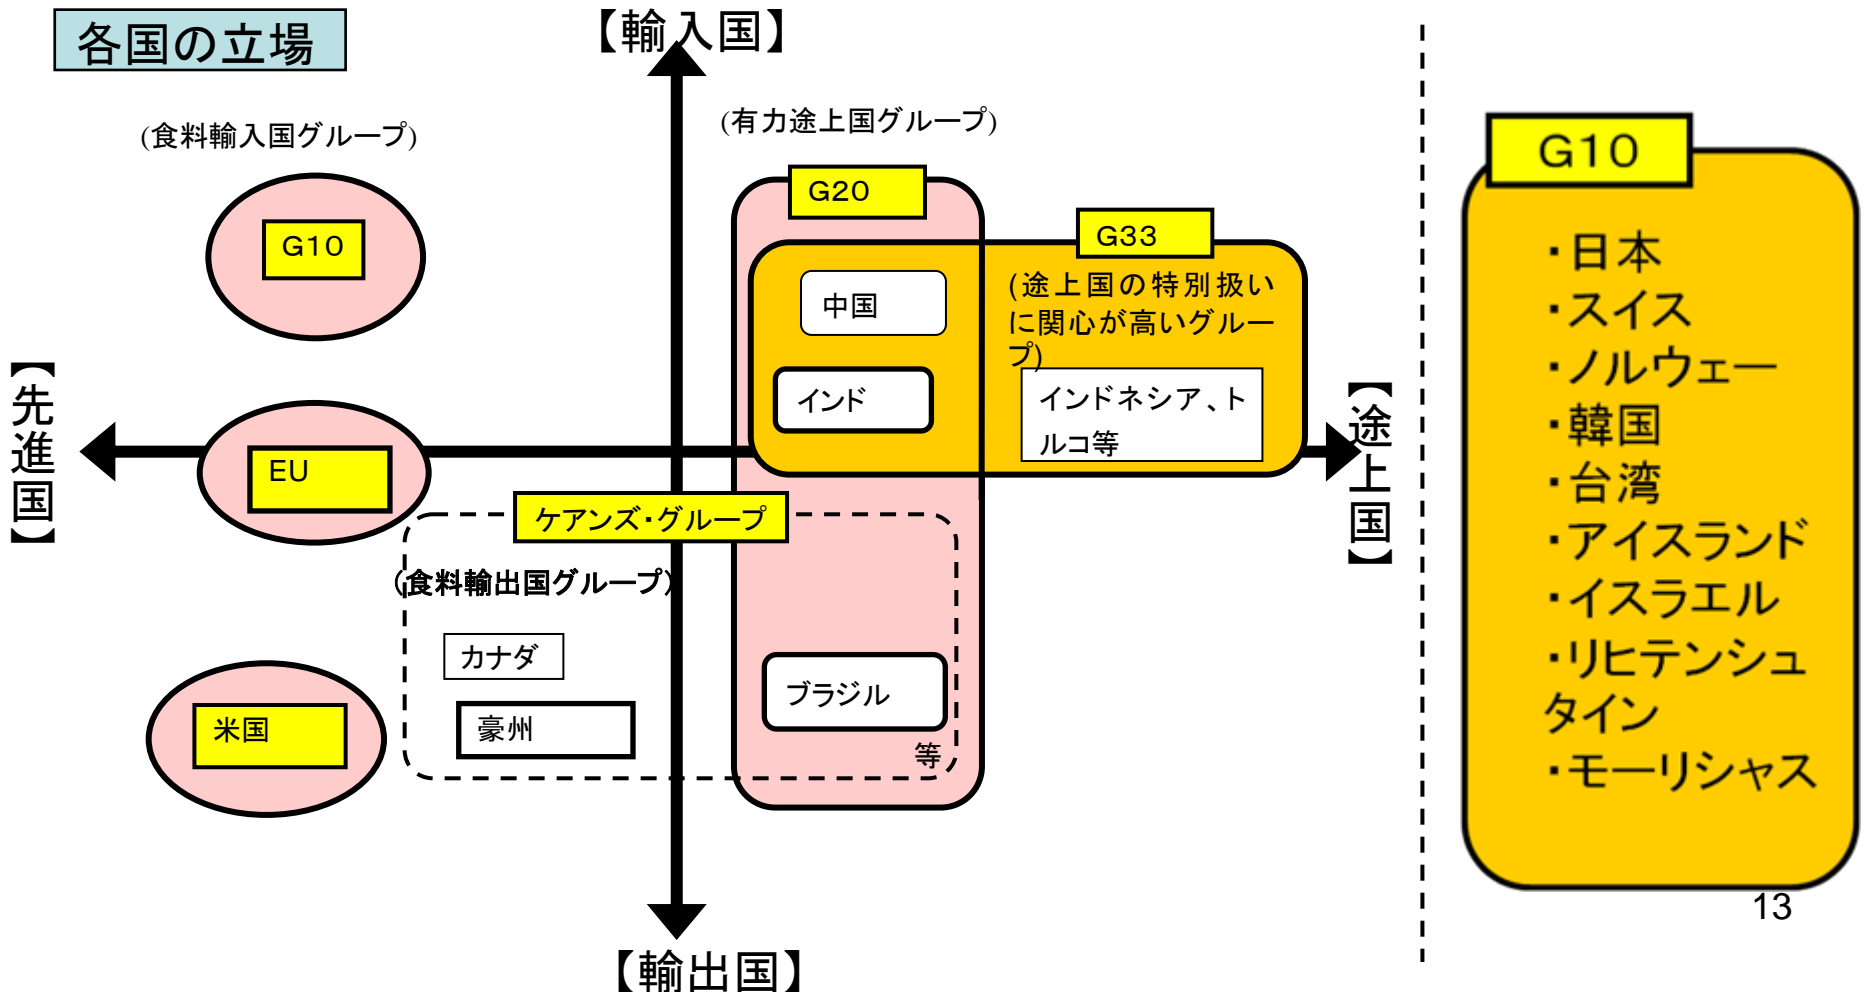 各国の立場
【輸入国】
(食料輸入国グループ)
(有力途上国グループ)
G10
G20
G33
(途上国の特別扱い
に関心が高いグルー
プ)
中国
インド
インドネシア、ト
ルコ等
【先進国】
【途上国】
EU
ケアンズ・グループ
(食料輸出国グループ)
カナダ
豪州
米国
ブラジル
等
【輸出国】
G10
・日本
・スイス
・ノルウェー
・韓国
・台湾
・アイスランド
・イスラエル
・リヒテンシュ
タイン
・モーリシャス
13